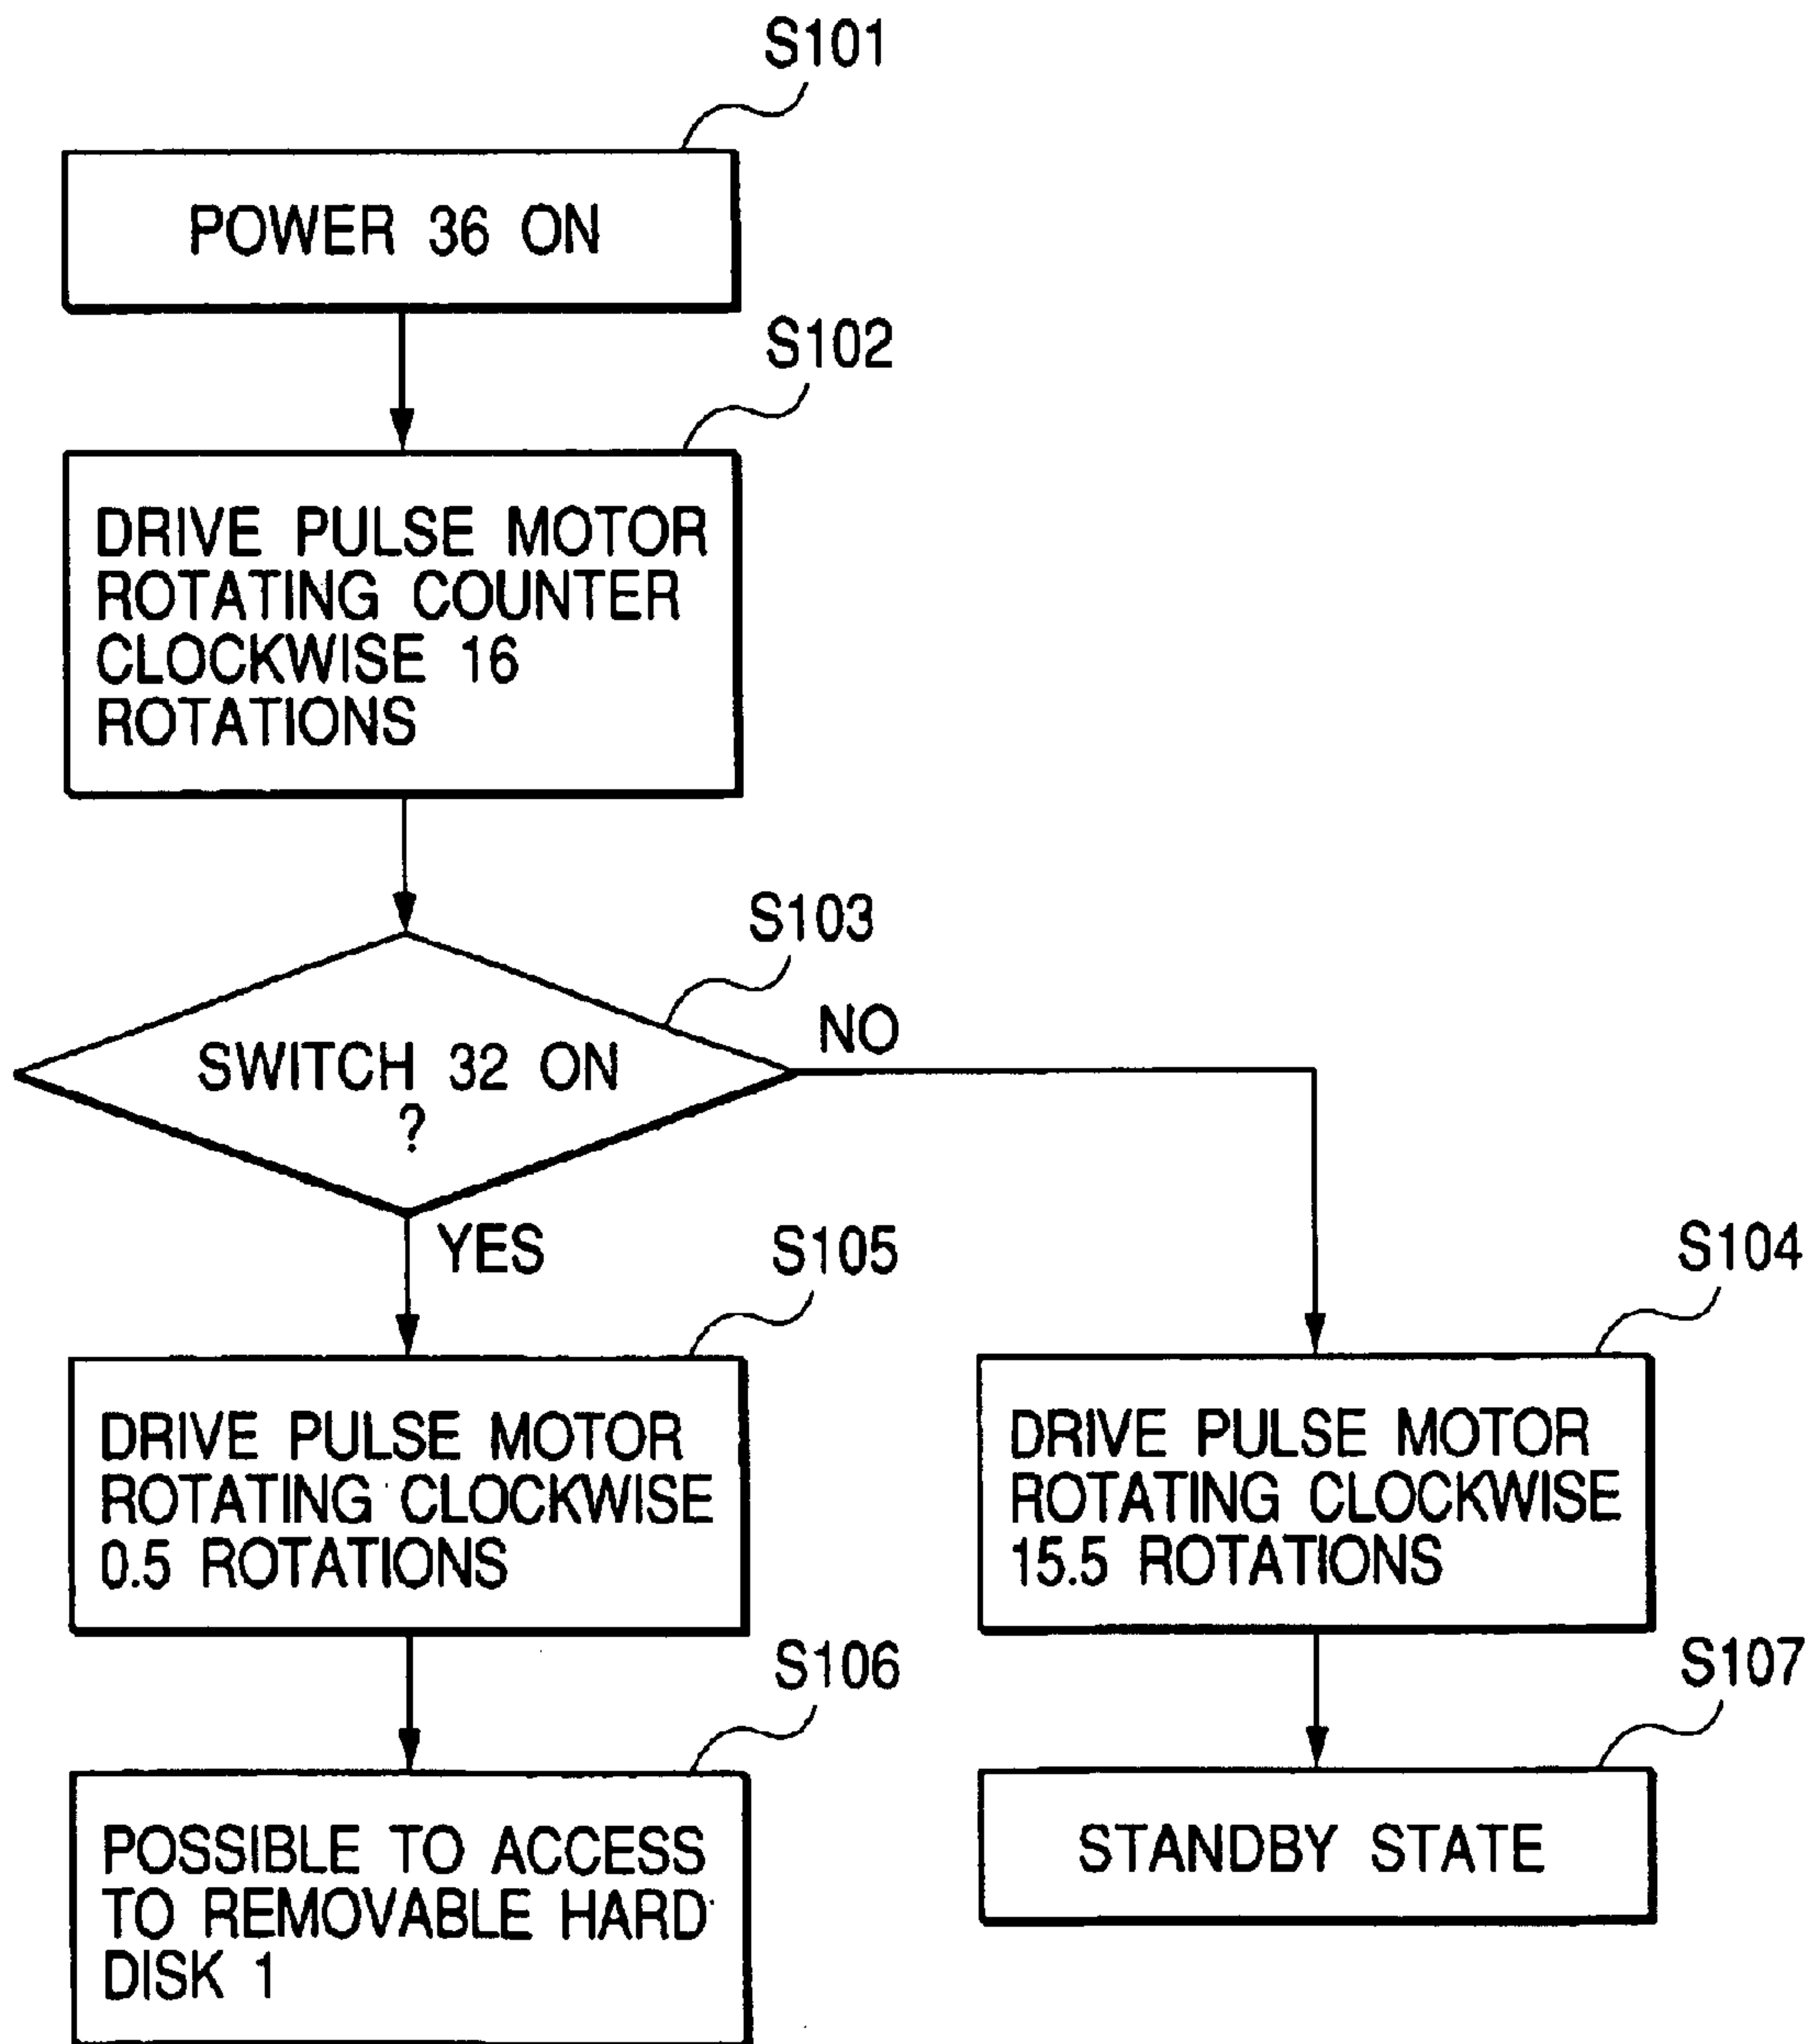 S101
POWER 36 ON
S102
DRIVE PULSE MOTOR
ROTATING COUNTER
CLOCKWISE 16
ROTATIONS
S103
SWITCH 32 ON
?
NO
YES
S105
DRIVE PULSE MOTOR
ROTATING CLOCKWISE
0.5 ROTATIONS
S104
DRIVE PULSE MOTOR
ROTATING CLOCKWISE
15.5 ROTATIONS
S106
POSSIBLE TO ACCESS
TO REMOVABLE HARD
DISK 1
S107
STANDBY STATE